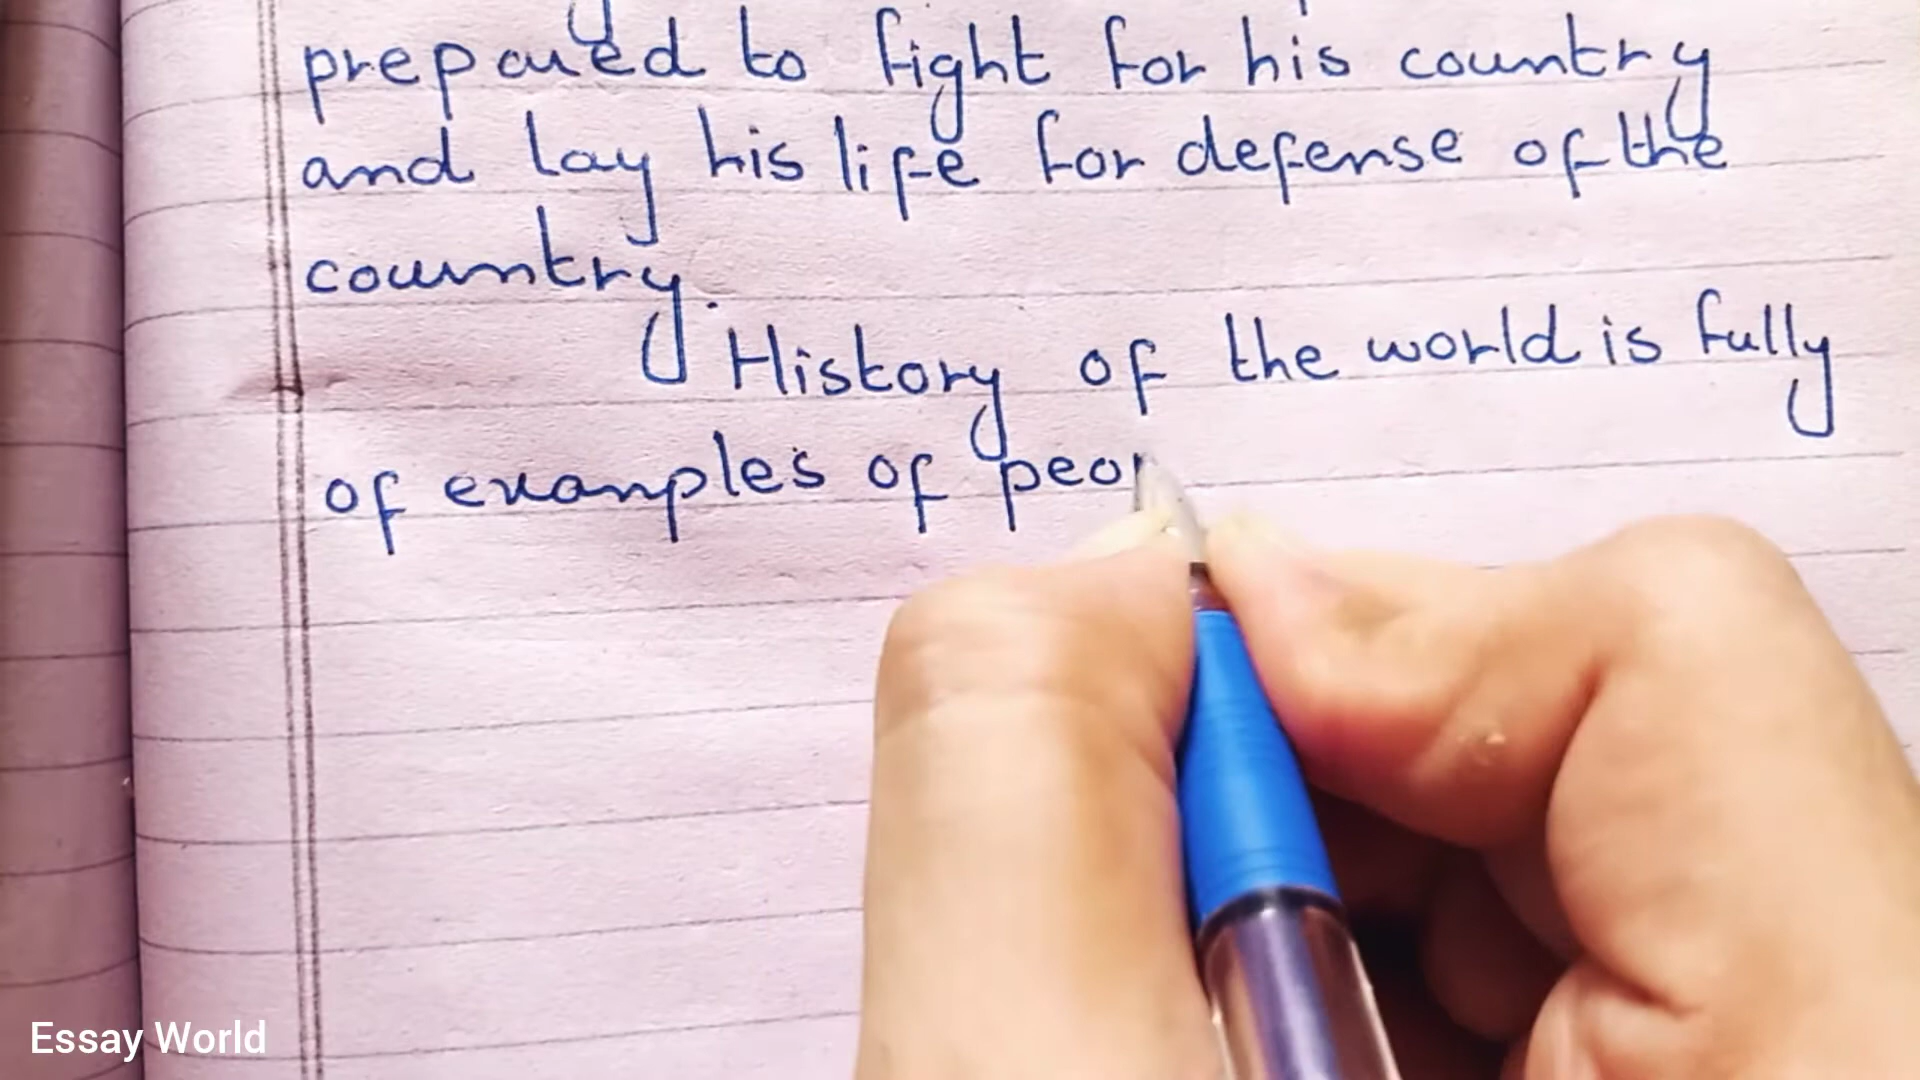 prepared to fight for his country
and lay his life for defense of the
country.
History of the world is fully
of examples of peop
Essay World